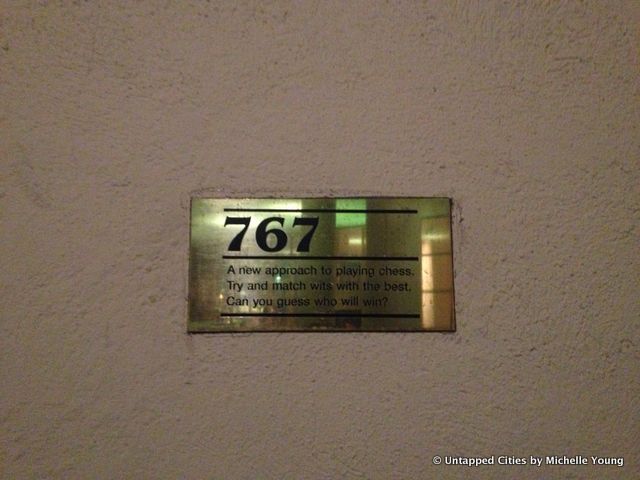 767
A new approach to playing chess.
Try and match wits with the best.
Can you guess who will win?
© Untapped Cities by Michelle Young